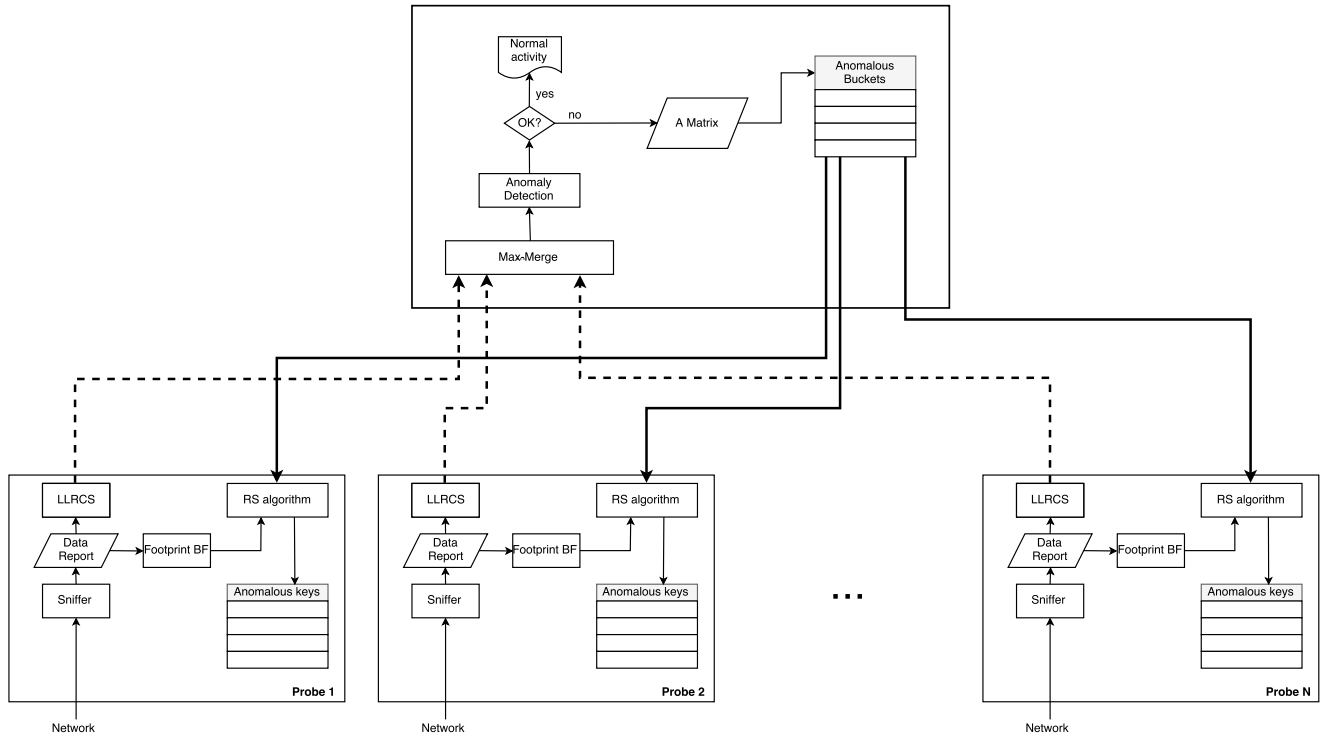 Normal
activity
yes
OK?
no
A Matrix
Anomalous
Buckets
Anomaly
Detection
Max-Merge
LLRCS
RS algorithm
Data
Report
Footprint BF
Sniffer
Anomalous keys
Probe 1
Network
LLRCS
RS algorithm
Data
Report
Footprint BF
Sniffer
Anomalous keys
Probe 2
Network
...
LLRCS
RS algorithm
Data
Report
Footprint BF
Sniffer
Anomalous keys
Probe N
Network